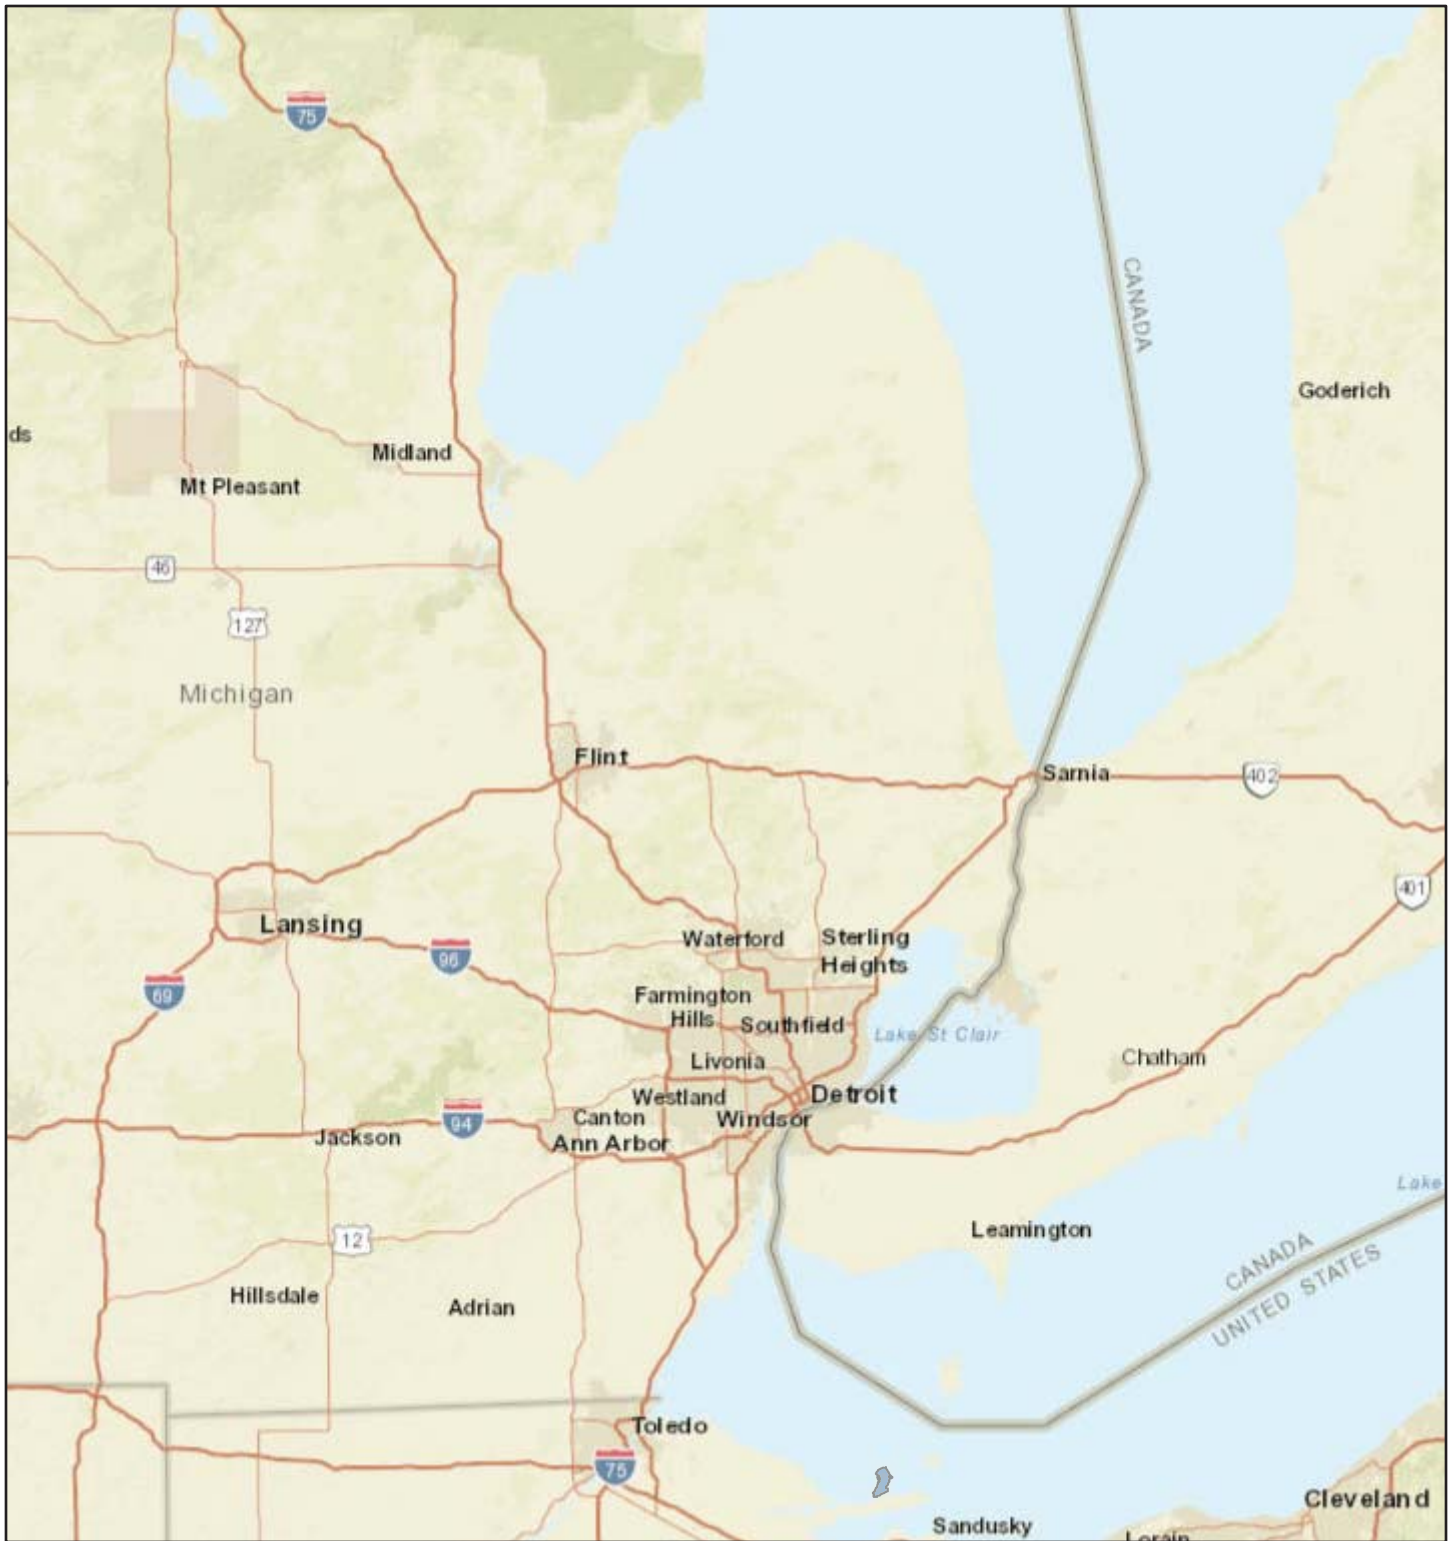 75
CANADA
Goderich
ds
Midland
Mt Pleasant
46
127
Michigan
Flint
Sarnia
402
401
Lansing
Waterford
Sterling
Heights
96
69
Farmington
Hills
Southfield
Lake St Clair
Livonia
Chatham
Westland
Detroit
Canton
Windsor
94
Jackson
Ann Arbor
Lake
Leamington
12
CANADA
UNITED STATES
Hillsdale
Adrian
Toledo
75
Cleveland
Sandusky
Lorain